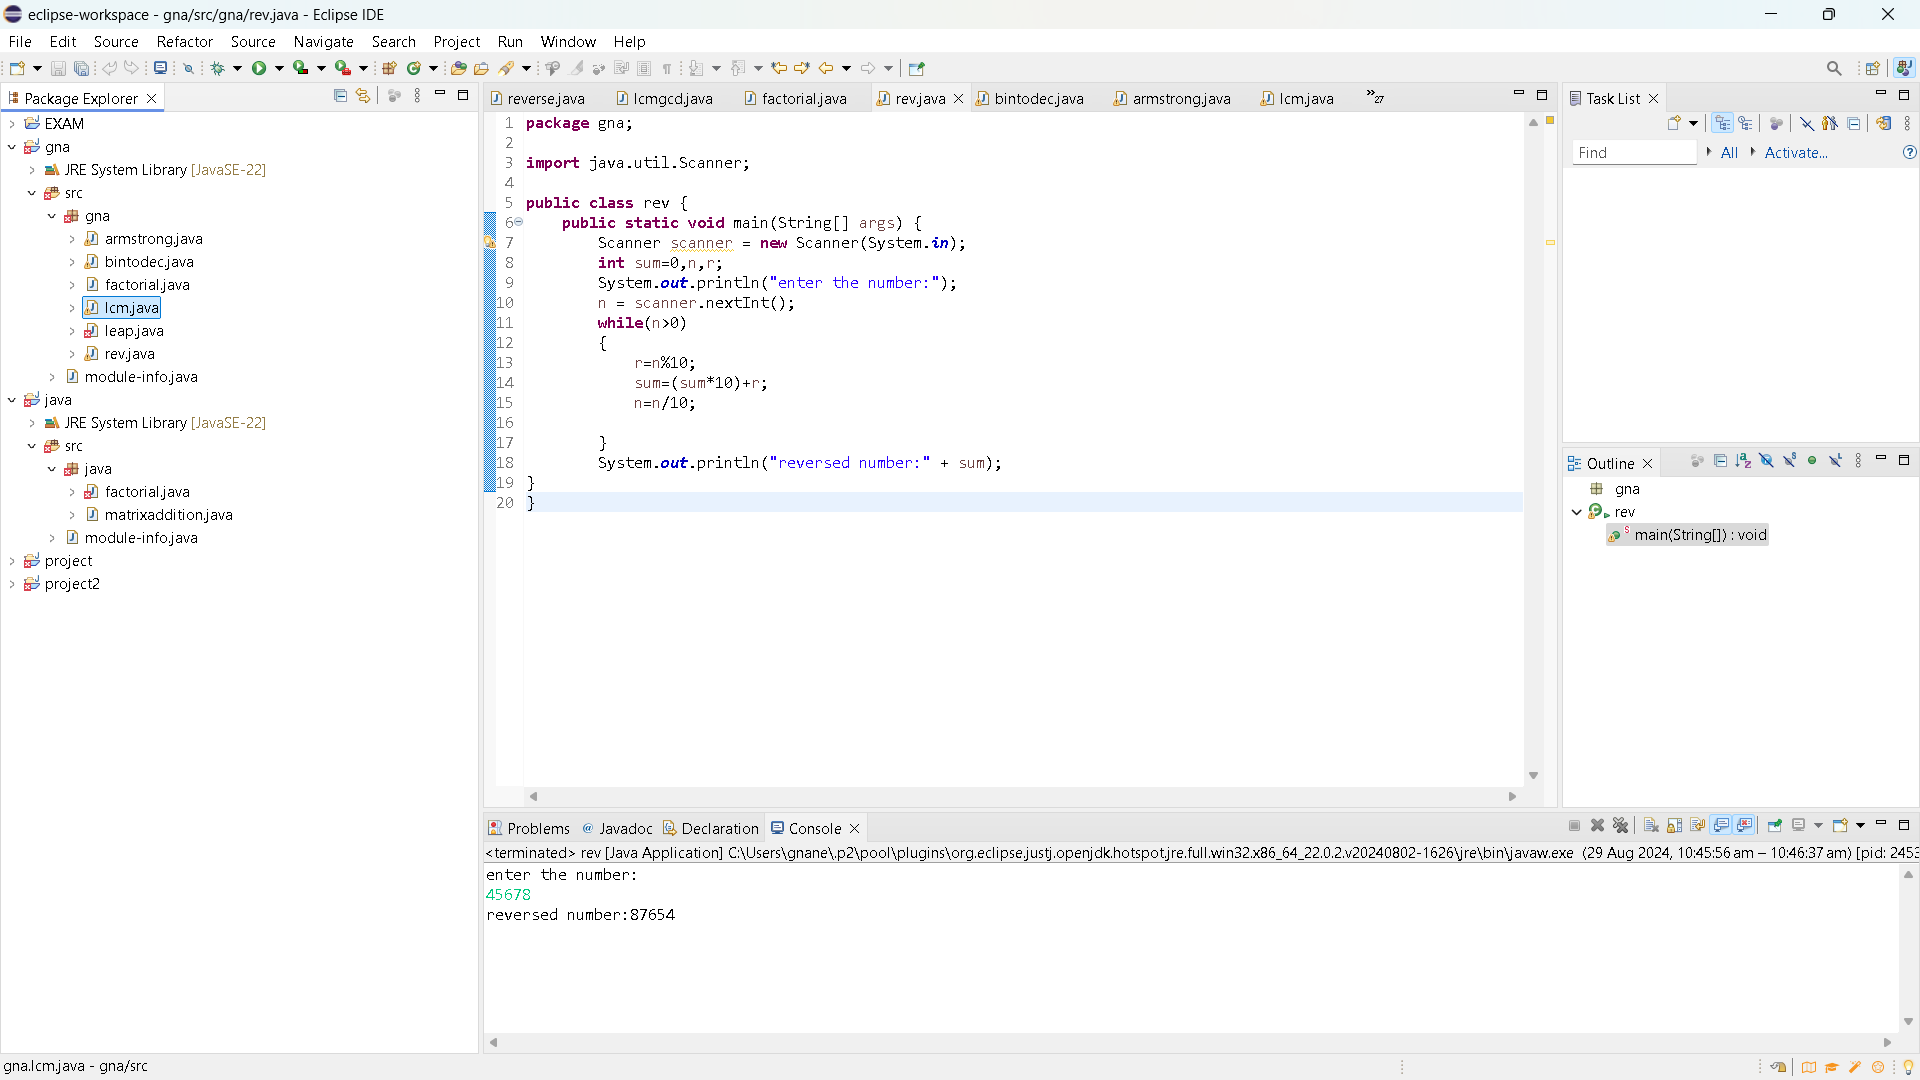 eclipse-workspace - gna/src/gna/rev.java - Eclipse IDE
File Edit Source Refactor Source Navigate Search Project Run Window Help
Package Explorer
EXAM
gna
JRE System Library [JavaSE-22]
src
gna
armstrong.java
bintodec.java
factorial.java
lcm.java
leap.java
rev.java
module-info.java
java
JRE System Library [JavaSE-22]
src
java
factorial.java
matrixaddition.java
module-info.java
project
project2
reverse.java lcmgcd.java factorial.java rev.java bintodec.java armstrong.java lcm.java »27
1 package gna;
2
3 import java.util.Scanner;
4
5 public class rev {
6 public static void main(String[] args) {
7 Scanner scanner = new Scanner(System.in);
8 int sum=0,n,r;
9 System.out.println("enter the number:");
10 n = scanner.nextInt();
11 while(n>0)
12 {
13 r=n%10;
14 sum=(sum*10)+r;
15 n=n/10;
16
17 }
18 System.out.println("reversed number:" + sum);
19 }
20 }
Task List
Find All Activate...
Outline
gna
rev
main(String[]) : void
Problems @ Javadoc Declaration Console
<terminated> rev [Java Application] C:\Users\gnane\.p2\pool\plugins\org.eclipse.justj.openjdk.hotspot.jre.full.win32.x86_64_22.0.2.v20240802-1626\jre\bin\javaw.exe (29 Aug 2024, 10:45:56 am – 10:46:37 am) [pid: 2453
enter the number:
45678
reversed number:87654
gna.lcm.java - gna/src